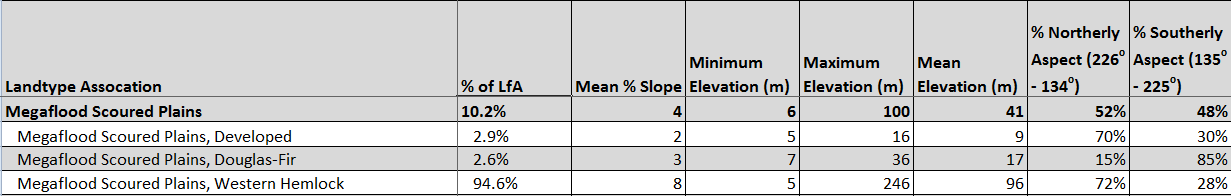 Landtype Assocation | % of LfA | Mean % Slope | Minimum Elevation (m) | Maximum Elevation (m) | Mean Elevation (m) | % Northerly Aspect (226° - 134°) | % Southerly Aspect (135° - 225°)
Megaflood Scoured Plains | 10.2% | 4 | 6 | 100 | 41 | 52% | 48%
Megaflood Scoured Plains, Developed | 2.9% | 2 | 5 | 16 | 9 | 70% | 30%
Megaflood Scoured Plains, Douglas-Fir | 2.6% | 3 | 7 | 36 | 17 | 15% | 85%
Megaflood Scoured Plains, Western Hemlock | 94.6% | 8 | 5 | 246 | 96 | 72% | 28%